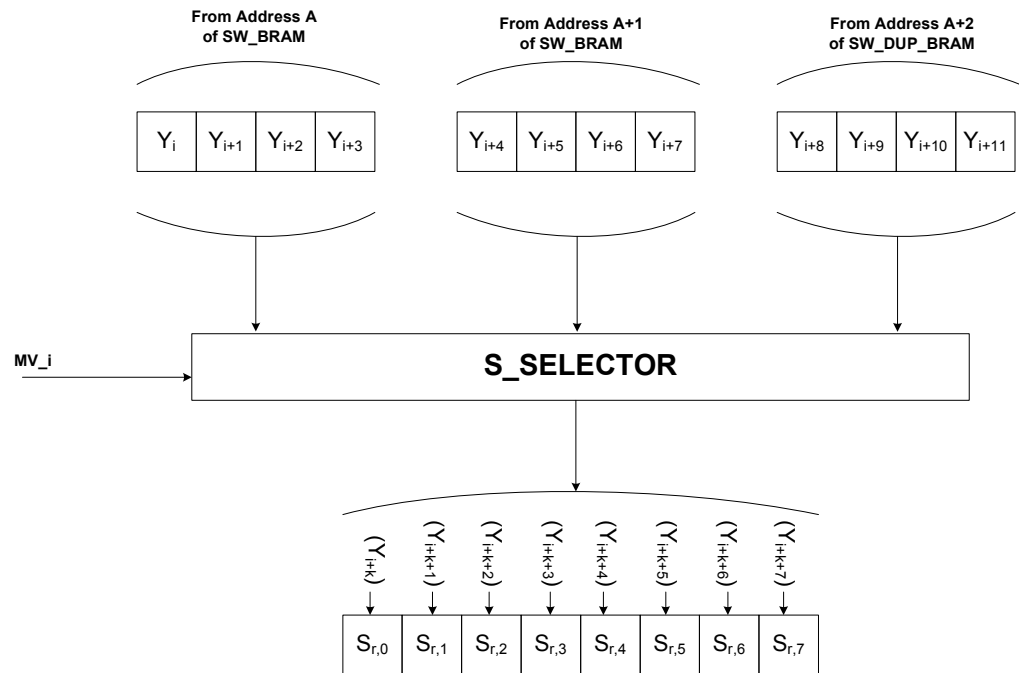 From Address A
of SW_BRAM
From Address A+1
of SW_BRAM
From Address A+2
of SW_DUP_BRAM
Yi Yi+1 Yi+2 Yi+3
Yi+4 Yi+5 Yi+6 Yi+7
Yi+8 Yi+9 Yi+10 Yi+11
MV_i
S_SELECTOR
(Yi+k)
(Yi+k+1)
(Yi+k+2)
(Yi+k+3)
(Yi+k+4)
(Yi+k+5)
(Yi+k+6)
(Yi+k+7)
Sr,0 Sr,1 Sr,2 Sr,3 Sr,4 Sr,5 Sr,6 Sr,7